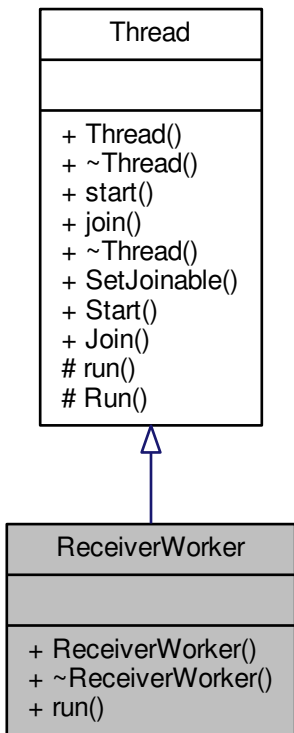 Thread
+ Thread()
+ ~Thread()
+ start()
+ join()
+ ~Thread()
+ SetJoinable()
+ Start()
+ Join()
# run()
# Run()
ReceiverWorker
+ ReceiverWorker()
+ ~ReceiverWorker()
+ run()